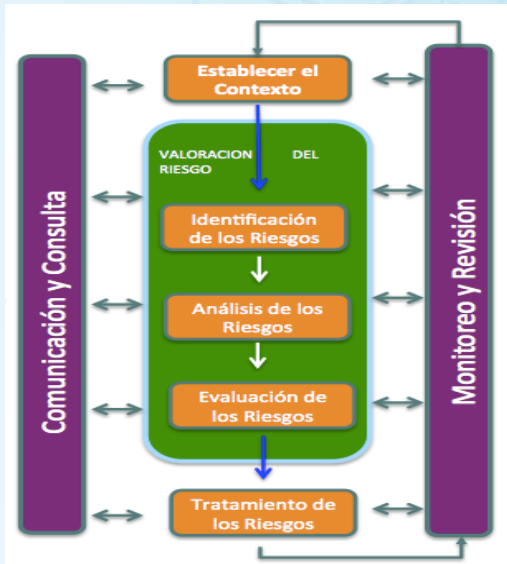 Establecer el
Contexto
VALORACION DEL
RIESGO
Identificación
de los Riesgos
Análisis de los
Riesgos
Evaluación de
los Riesgos
Tratamiento de
los Riesgos
Comunicación y Consulta
Monitoreo y Revisión